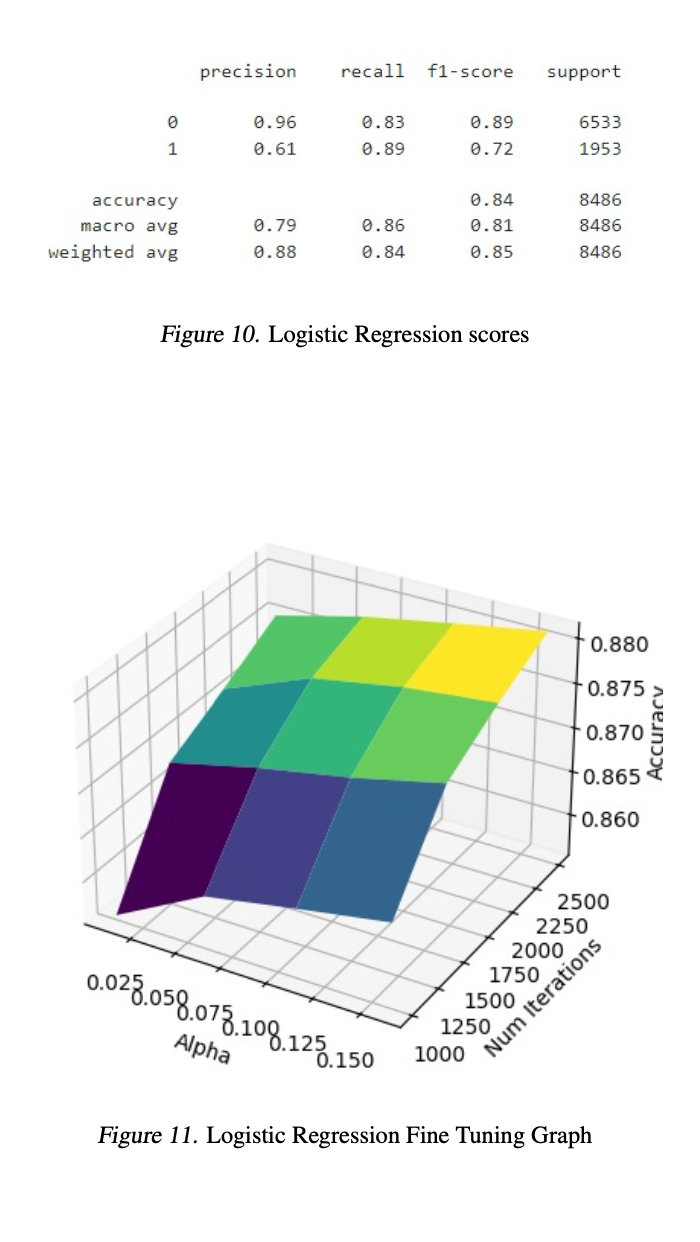 precision recall f1-score support
0 0.96 0.83 0.89 6533
1 0.61 0.89 0.72 1953
accuracy 0.84 8486
macro avg 0.79 0.86 0.81 8486
weighted avg 0.88 0.84 0.85 8486
Figure 10. Logistic Regression scores
0.880
0.875
0.870
0.865
0.860
Accuracy
2500
2250
2000
1750
1500
1250
1000
Num Iterations
0.025
0.050
0.075
0.100
0.125
0.150
Alpha
Figure 11. Logistic Regression Fine Tuning Graph